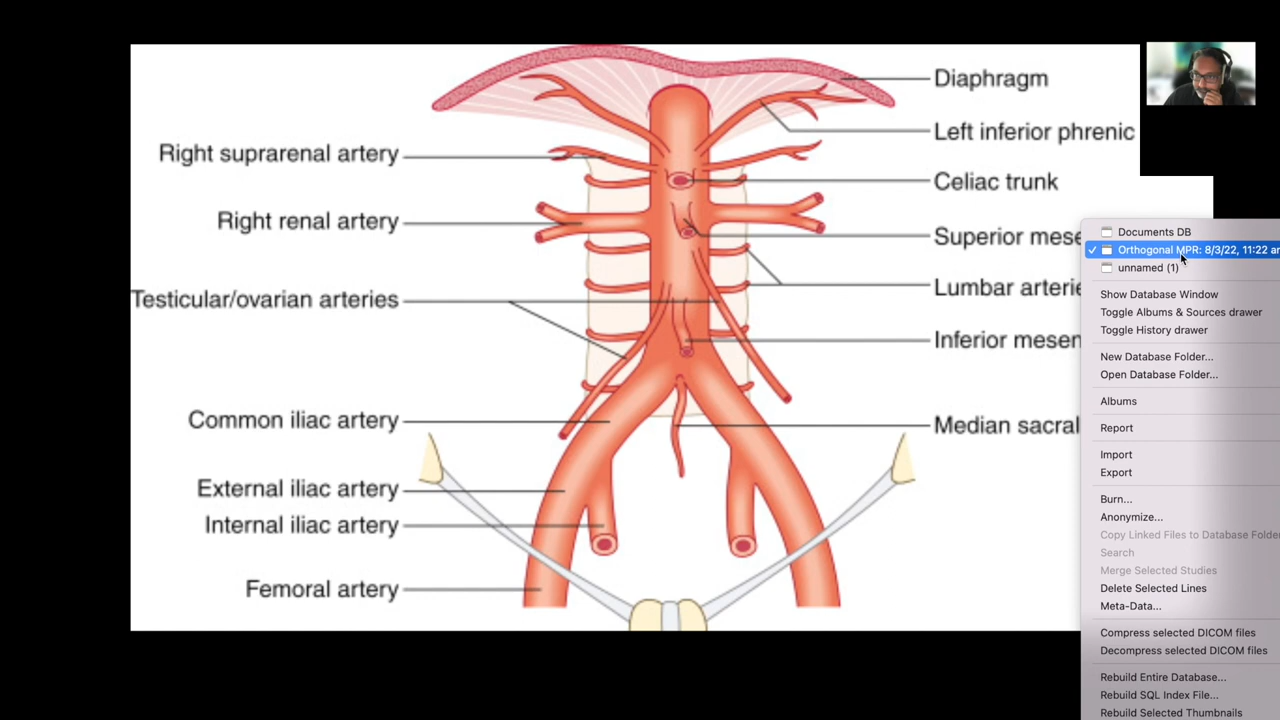 Right suprarenal artery
Right renal artery
Testicular/ovarian arteries
Common iliac artery
External iliac artery
Internal iliac artery
Femoral artery
Diaphragm
Left inferior phrenic
Celiac trunk
Superior mese
Lumbar arterie
Inferior mesen
Median sacral
Documents DB
✓ Orthogonal MPR: 8/3/22, 11:22 a
unnamed (1)
Show Database Window
Toggle Albums & Sources drawer
Toggle History drawer
New Database Folder...
Open Database Folder...
Albums
Report
Import
Export
Burn...
Anonymize...
Copy Linked Files to Database Folde
Search
Merge Selected Studies
Delete Selected Lines
Meta-Data...
Compress selected DICOM files
Decompress selected DICOM files
Rebuild Entire Database...
Rebuild SQL Index File...
Rebuild Selected Thumbnails